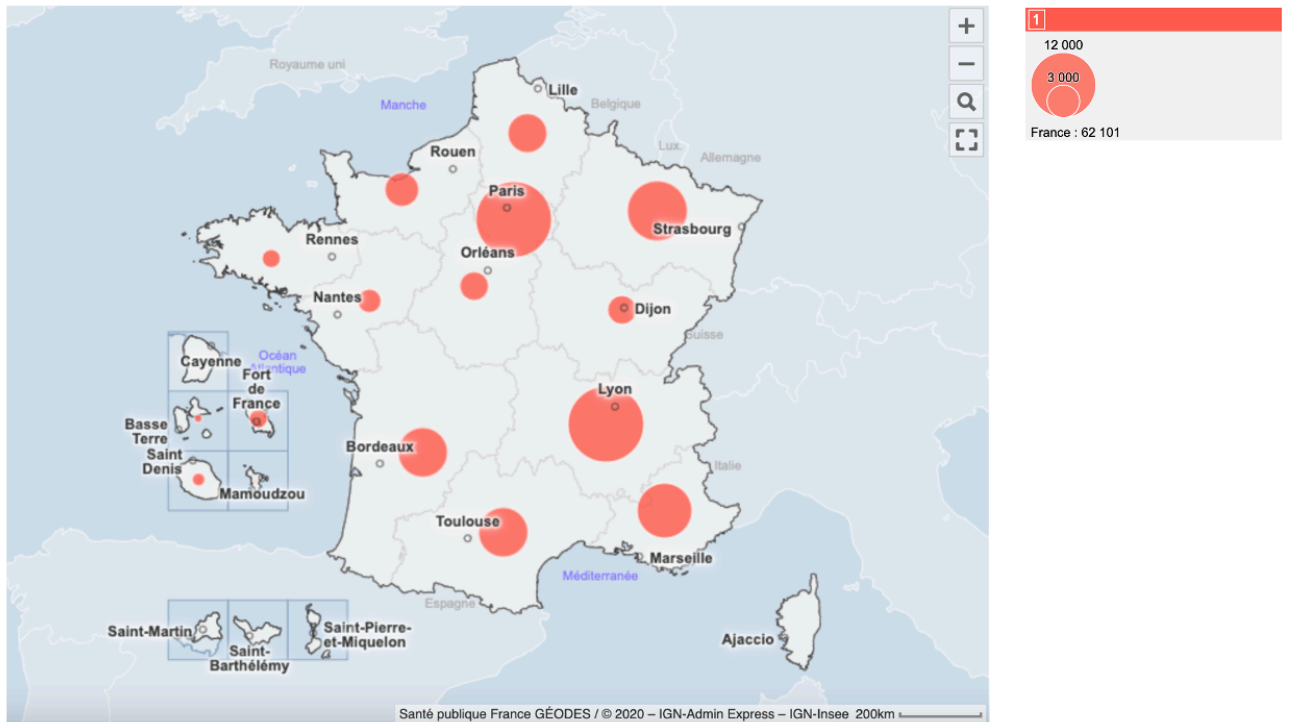 +
−
Royaume uni
Lille
Manche
Belgique
Rouen
Lux.
Allemagne
Paris
Strasbourg
Rennes
Orléans
Nantes
Dijon
Suisse
Cayenne
Océan
Atlantique
Fort
de
France
Lyon
Basse
Terre
Saint
Denis
Bordeaux
Italie
Mamoudzou
Toulouse
Marseille
Méditerranée
Espagne
Saint-Martin
Saint-
Barthélémy
Saint-Pierre-
et-Miquelon
Ajaccio
Santé publique France GÉODES / © 2020 – IGN-Admin Express – IGN-Insee 200km
1
12 000
3 000
France : 62 101